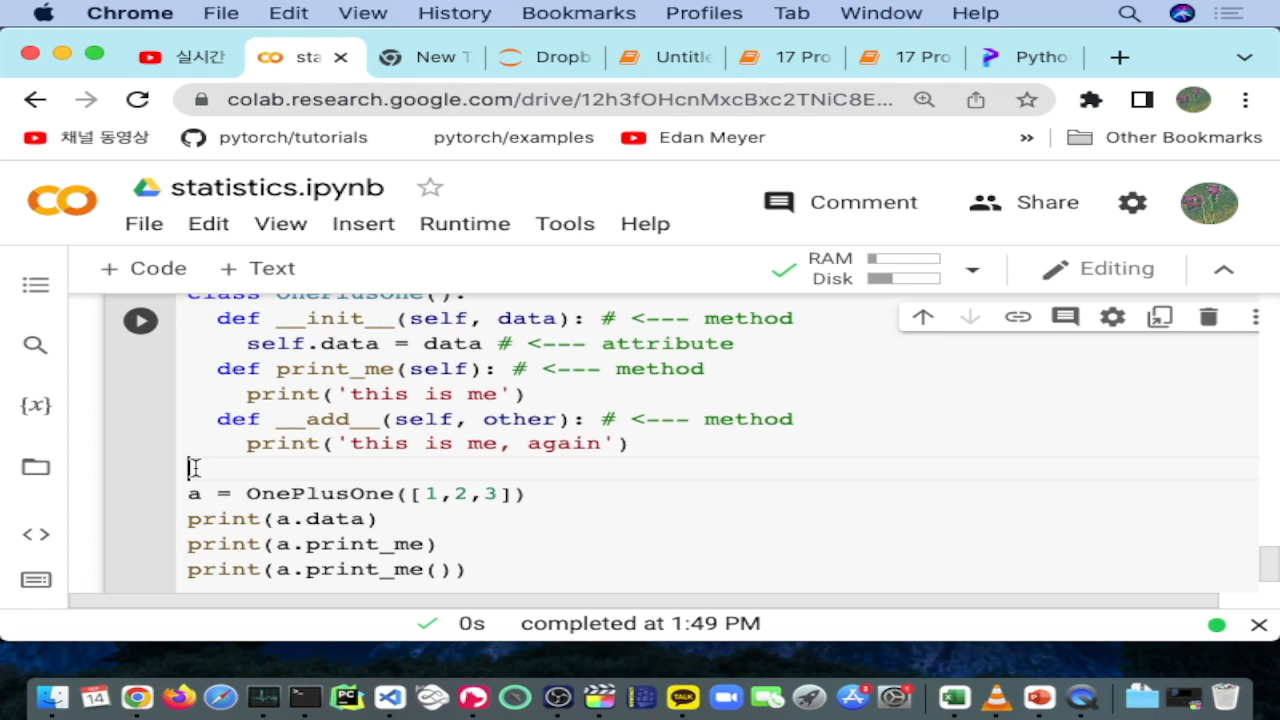 Chrome File Edit View History Bookmarks Profiles Tab Window Help
실시간 sta New T Dropb Untitle 17 Pro 17 Pro Pytho
colab.research.google.com/drive/12h3fOHcnMxcBxc2TNiC8E...
채널 동영상 pytorch/tutorials pytorch/examples Edan Meyer » Other Bookmarks
statistics.ipynb
Comment Share
File Edit View Insert Runtime Tools Help
+ Code + Text RAM Disk Editing
class OnePlusOne():
def __init__(self, data): # <--- method
self.data = data # <--- attribute
def print_me(self): # <--- method
print('this is me')
def __add__(self, other): # <--- method
print('this is me, again')
a = OnePlusOne([1,2,3])
print(a.data)
print(a.print_me)
print(a.print_me())
0s completed at 1:49 PM